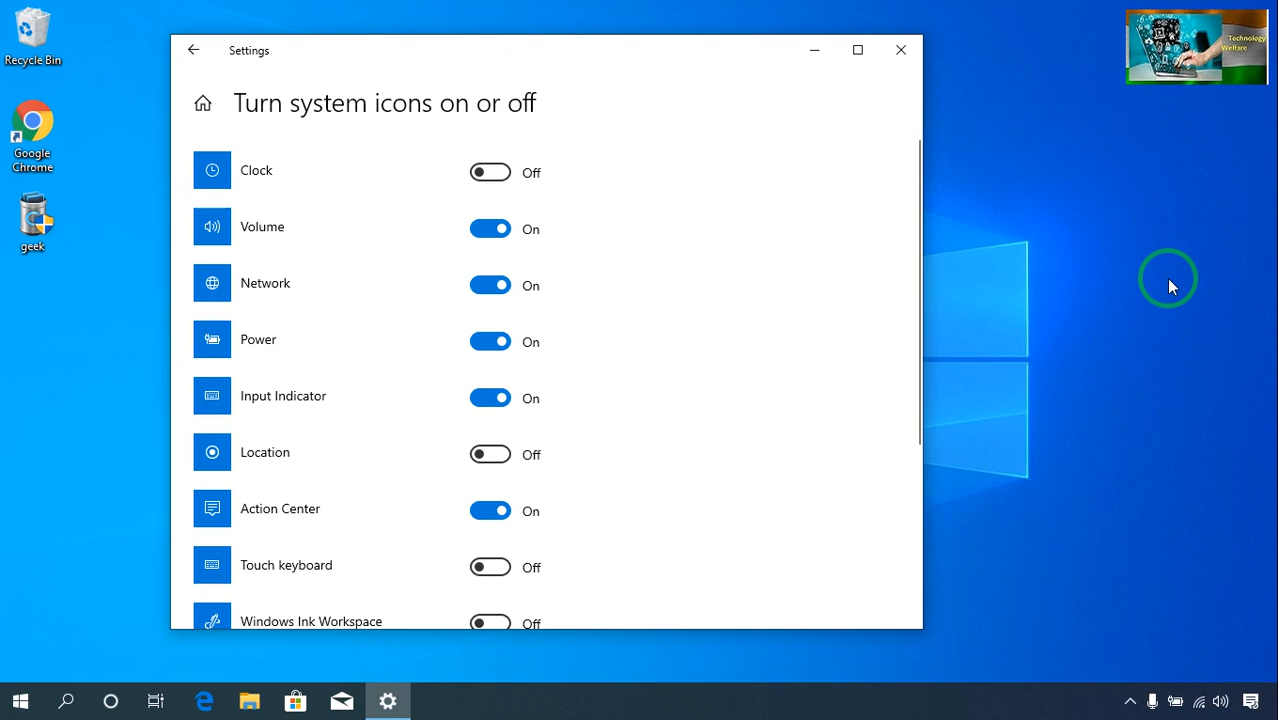 Recycle Bin
Google
Chrome
geek
Settings
Turn system icons on or off
Clock
Off
Volume
On
Network
On
Power
On
Input Indicator
On
Location
Off
Action Center
On
Touch keyboard
Off
Windows Ink Workspace
Off
Technology
Welfare